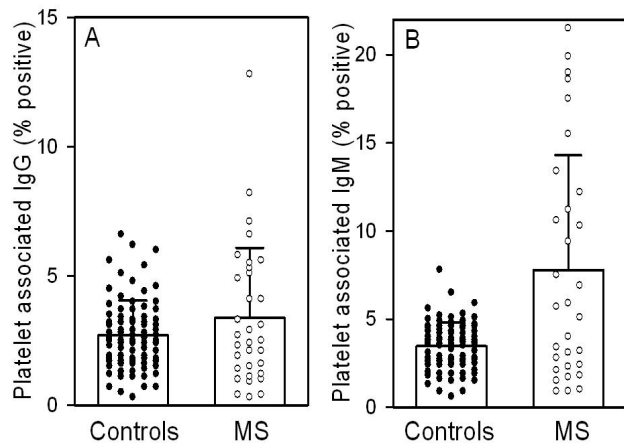 A
Platelet associated IgG (% positive)
15
10
5
0
Controls MS
B
Platelet associated IgM (% positive)
20
15
10
5
0
Controls MS